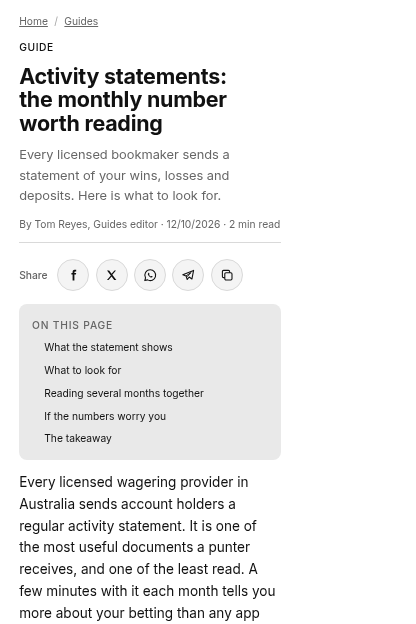 Home / Guides
GUIDE
Activity statements:
the monthly number
worth reading
Every licensed bookmaker sends a
statement of your wins, losses and
deposits. Here is what to look for.
By Tom Reyes, Guides editor · 12/10/2026 · 2 min read
Share
ON THIS PAGE
What the statement shows
What to look for
Reading several months together
If the numbers worry you
The takeaway
Every licensed wagering provider in
Australia sends account holders a
regular activity statement. It is one of
the most useful documents a punter
receives, and one of the least read. A
few minutes with it each month tells you
more about your betting than any app